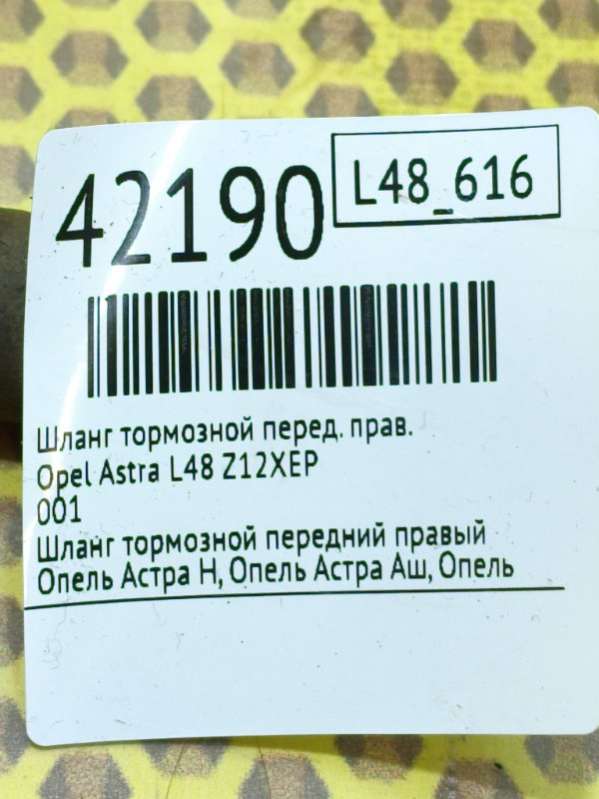 42190
L48_616
Шланг тормозной перед. прав.
Opel Astra L48 Z12XEP
001
Шланг тормозной передний правый
Опель Астра Н, Опель Астра Аш, Опель